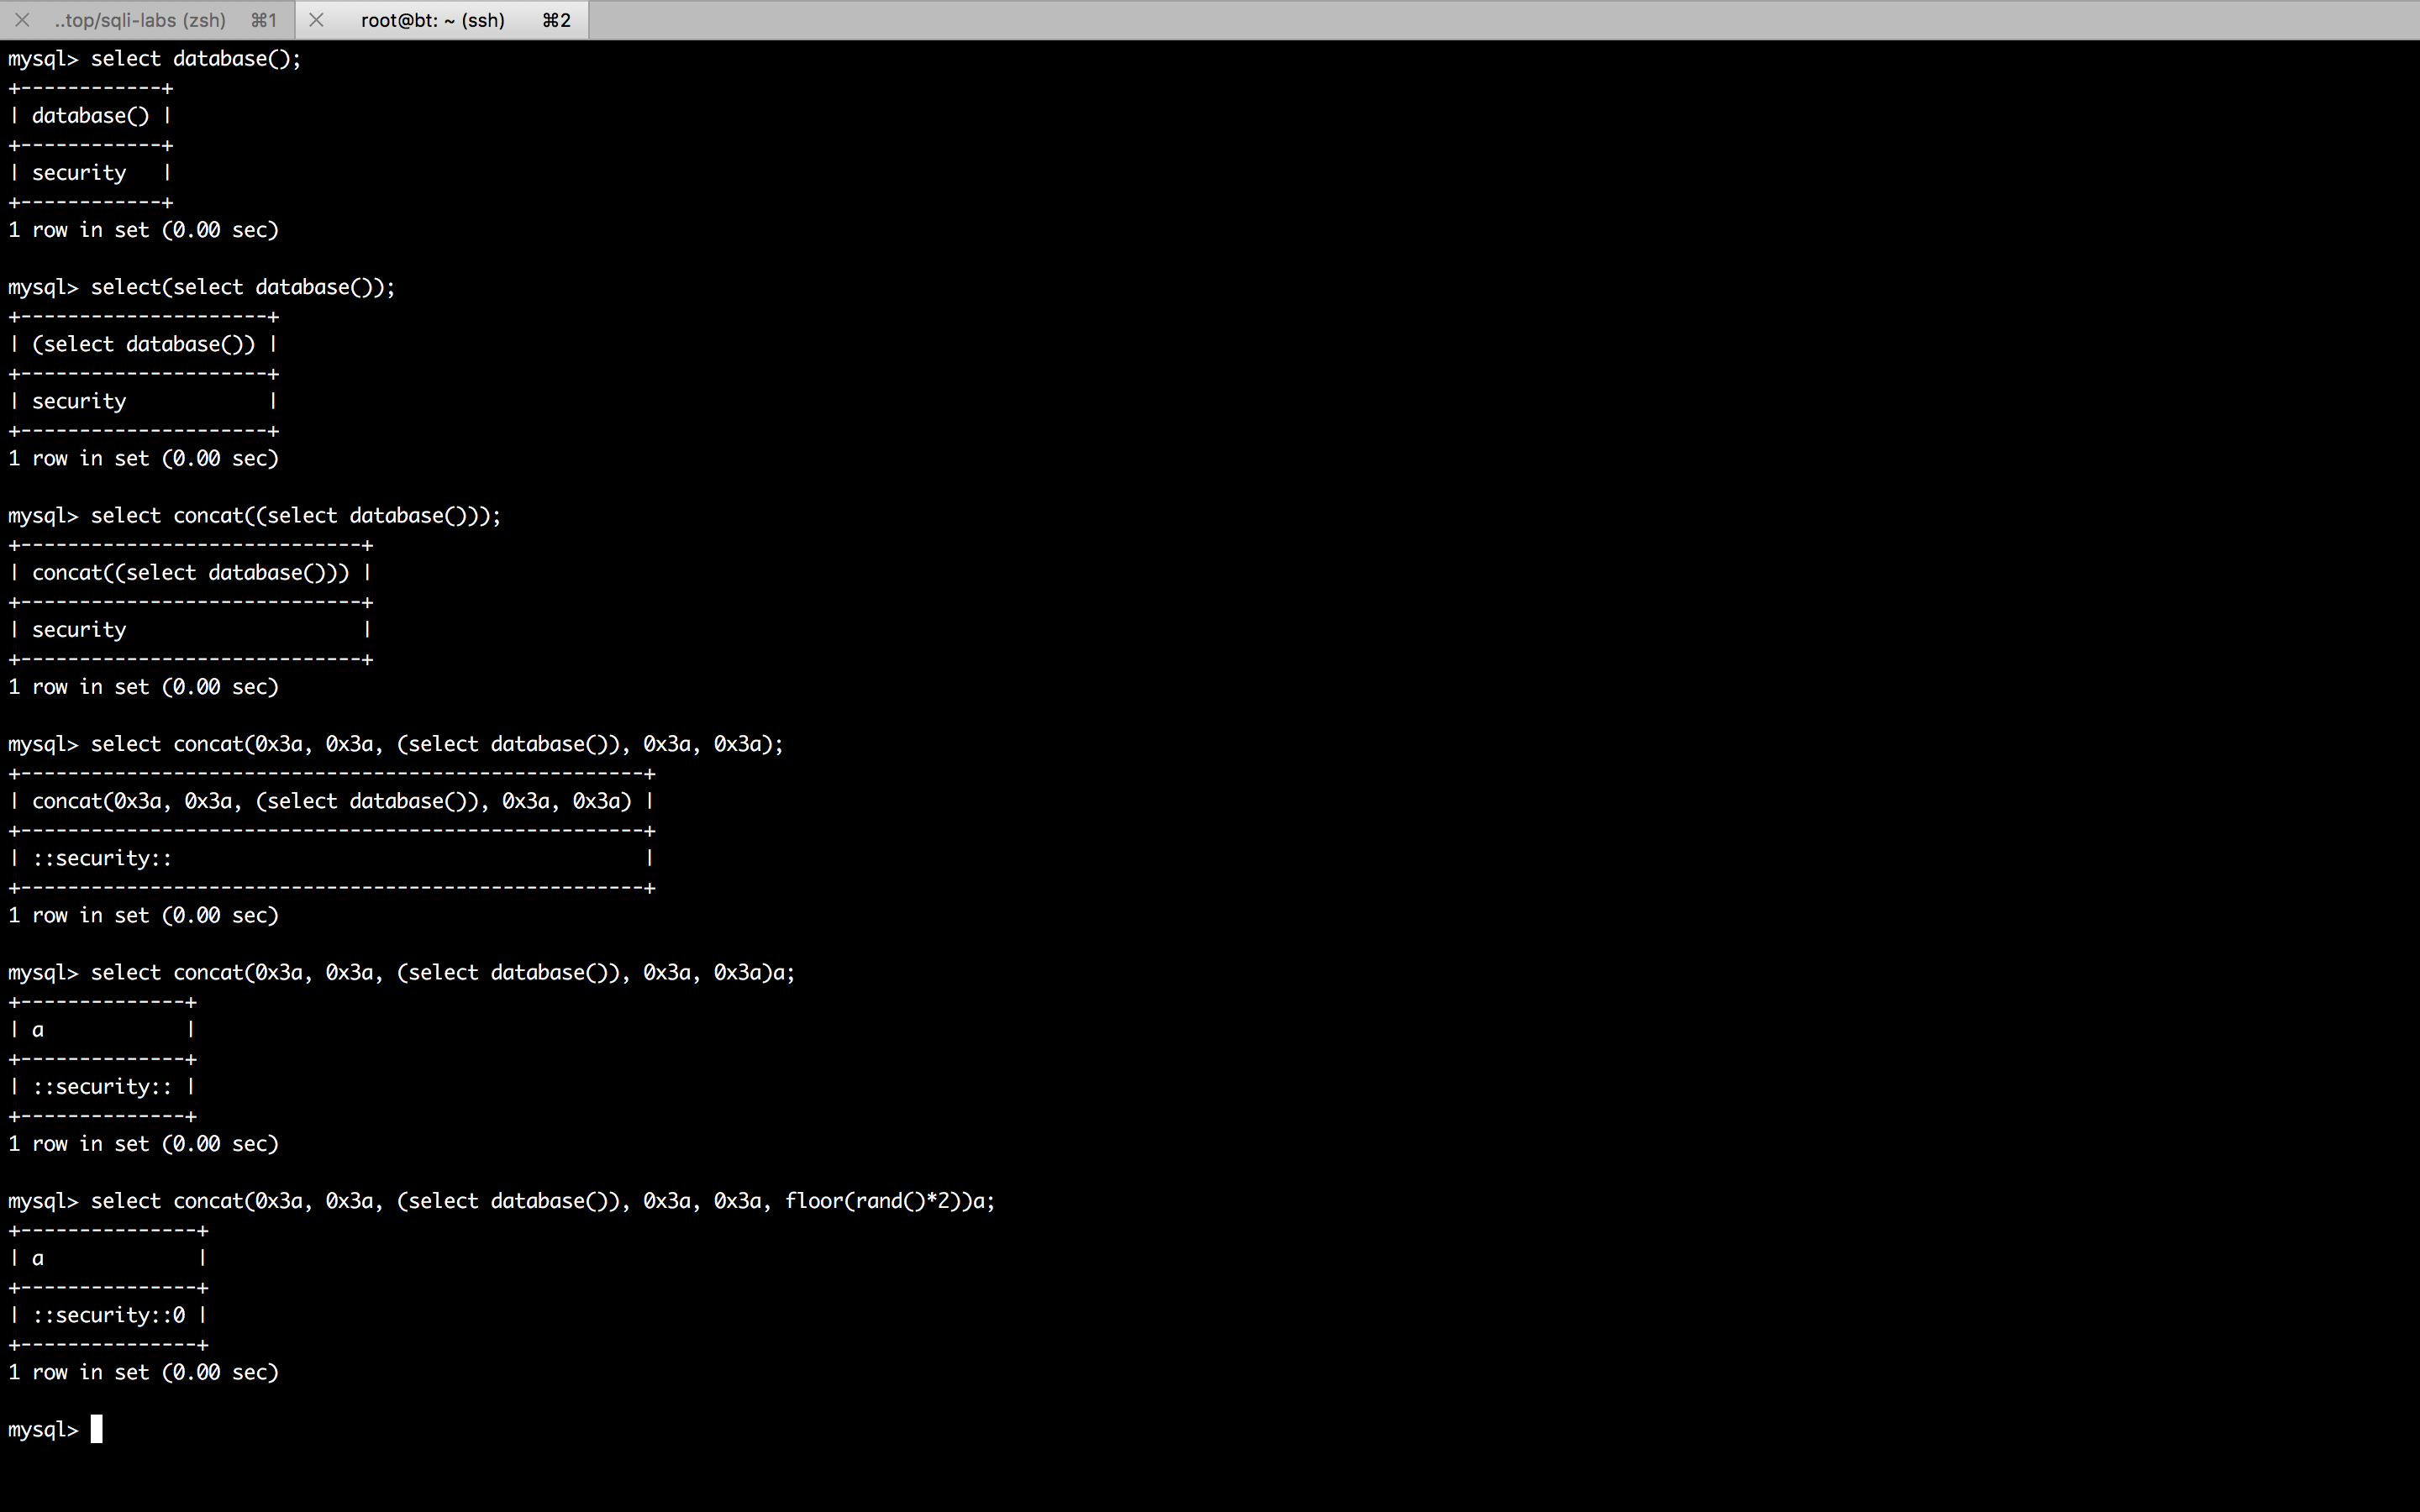 ..top/sqli-labs (zsh) ⌘1 root@bt: ~ (ssh) ⌘2
mysql> select database();
+------------+
| database() |
+------------+
| security   |
+------------+
1 row in set (0.00 sec)
mysql> select(select database());
+---------------------+
| (select database()) |
+---------------------+
| security            |
+---------------------+
1 row in set (0.00 sec)
mysql> select concat((select database()));
+-----------------------------+
| concat((select database())) |
+-----------------------------+
| security                    |
+-----------------------------+
1 row in set (0.00 sec)
mysql> select concat(0x3a, 0x3a, (select database()), 0x3a, 0x3a);
+-----------------------------------------------------+
| concat(0x3a, 0x3a, (select database()), 0x3a, 0x3a) |
+-----------------------------------------------------+
| ::security::                                        |
+-----------------------------------------------------+
1 row in set (0.00 sec)
mysql> select concat(0x3a, 0x3a, (select database()), 0x3a, 0x3a)a;
+--------------+
| a            |
+--------------+
| ::security:: |
+--------------+
1 row in set (0.00 sec)
mysql> select concat(0x3a, 0x3a, (select database()), 0x3a, 0x3a, floor(rand()*2))a;
+---------------+
| a             |
+---------------+
| ::security::0 |
+---------------+
1 row in set (0.00 sec)
mysql>